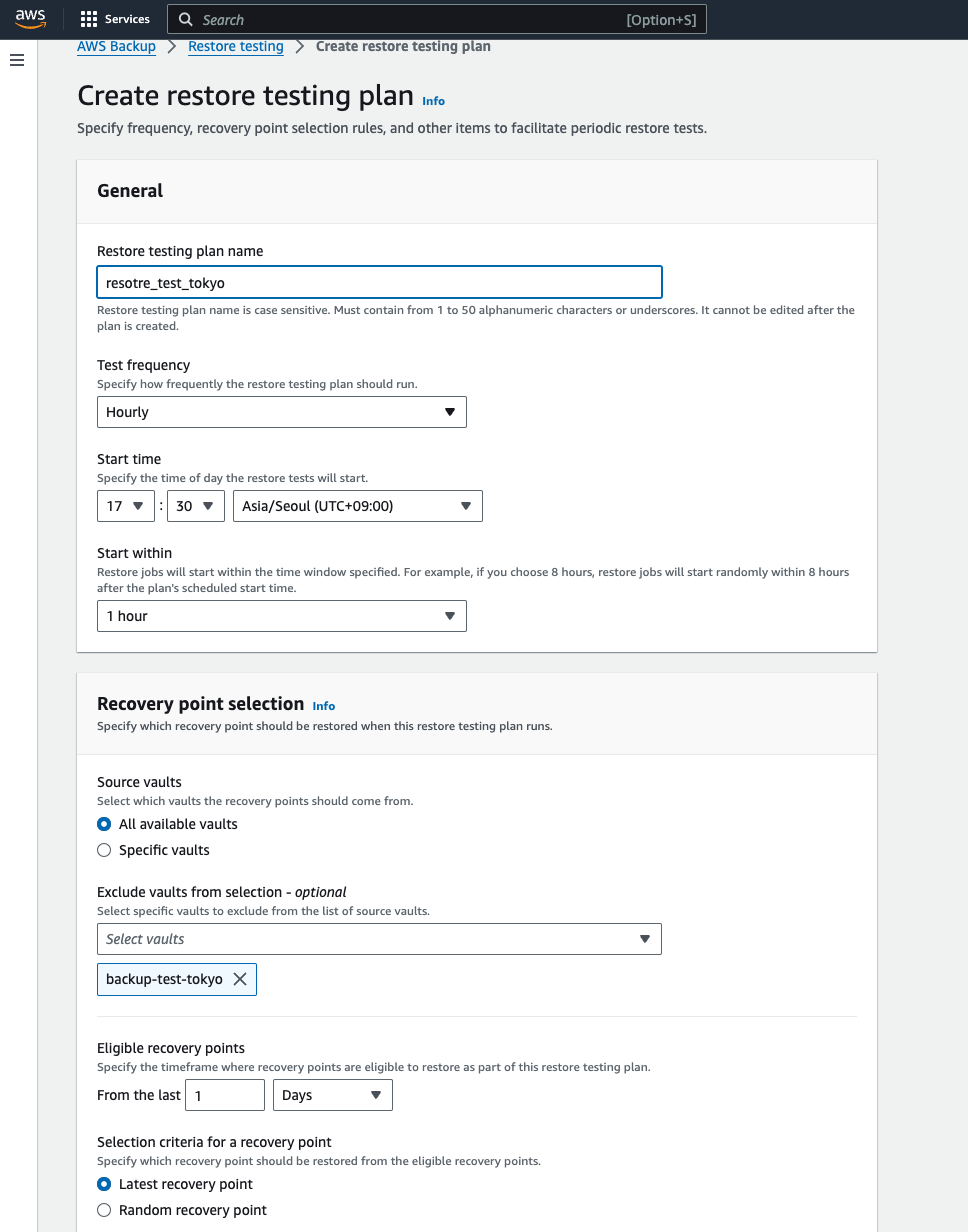 aws
Services
Search
[Option+S]
AWS Backup > Restore testing > Create restore testing plan
Create restore testing plan Info
Specify frequency, recovery point selection rules, and other items to facilitate periodic restore tests.
General
Restore testing plan name
resotre_test_tokyo
Restore testing plan name is case sensitive. Must contain from 1 to 50 alphanumeric characters or underscores. It cannot be edited after the
plan is created.
Test frequency
Specify how frequently the restore testing plan should run.
Hourly
Start time
Specify the time of day the restore tests will start.
17 : 30 Asia/Seoul (UTC+09:00)
Start within
Restore jobs will start within the time window specified. For example, if you choose 8 hours, restore jobs will start randomly within 8 hours
after the plan's scheduled start time.
1 hour
Recovery point selection Info
Specify which recovery point should be restored when this restore testing plan runs.
Source vaults
Select which vaults the recovery points should come from.
All available vaults
Specific vaults
Exclude vaults from selection - optional
Select specific vaults to exclude from the list of source vaults.
Select vaults
backup-test-tokyo
Eligible recovery points
Specify the timeframe where recovery points are eligible to restore as part of this restore testing plan.
From the last 1 Days
Selection criteria for a recovery point
Specify which recovery point should be restored from the eligible recovery points.
Latest recovery point
Random recovery point